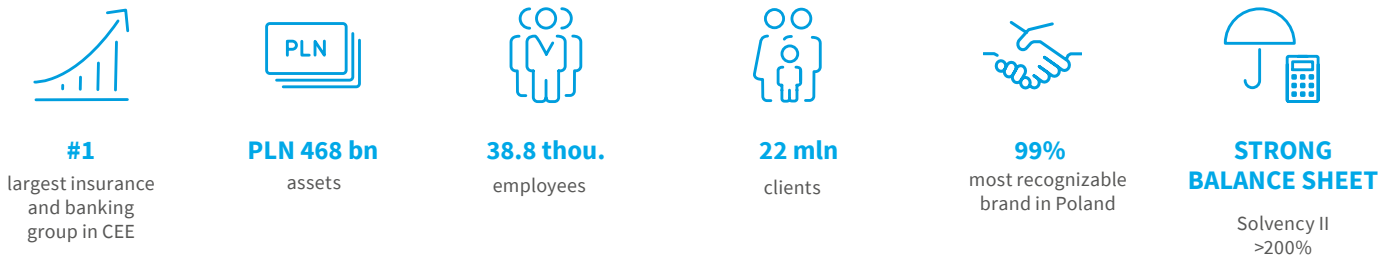 #1
largest insurance
and banking
group in CEE
PLN
PLN 468 bn
assets
38.8 thou.
employees
22 mln
clients
99%
most recognizable
brand in Poland
STRONG
BALANCE SHEET
Solvency II
>200%